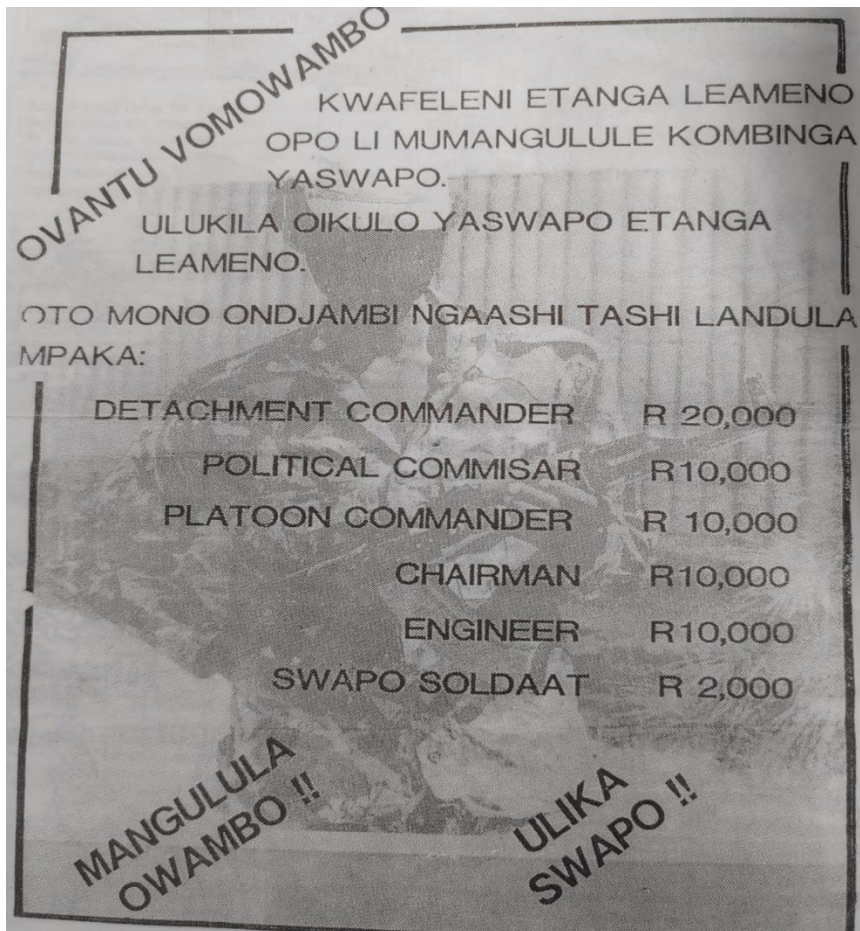 OVANTU VOMOWAMBO
KWAFELENI ETANGA LEAMENO
OPO LI MUMANGULULE KOMBINGA
YASWAPO.
ULUKILA OIKULO YASWAPO ETANGA
LEAMENO.
OTO MONO ONDJAMBI NGAASHI TASHI LANDULA
MPAKA:
DETACHMENT COMMANDER R 20,000
POLITICAL COMMISAR R10,000
PLATOON COMMANDER R 10,000
CHAIRMAN R10,000
ENGINEER R10,000
SWAPO SOLDAAT R 2,000
MANGULULA
OWAMBO !!
ULIKA
SWAPO !!